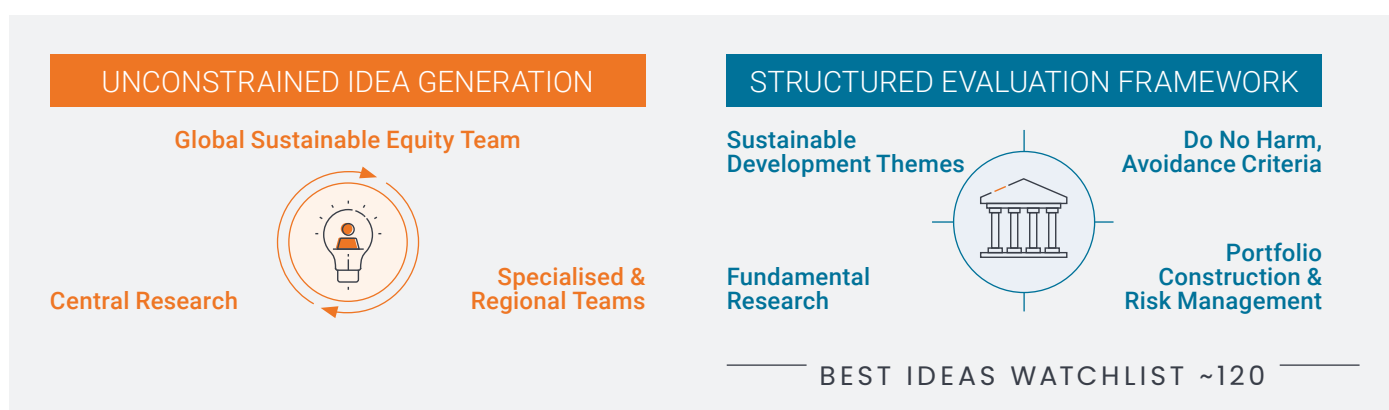 UNCONSTRAINED IDEA GENERATION
Global Sustainable Equity Team
Central Research
Specialised &
Regional Teams
STRUCTURED EVALUATION FRAMEWORK
Sustainable
Development Themes
Do No Harm,
Avoidance Criteria
Fundamental
Research
Portfolio
Construction &
Risk Management
BEST IDEAS WATCHLIST ~120